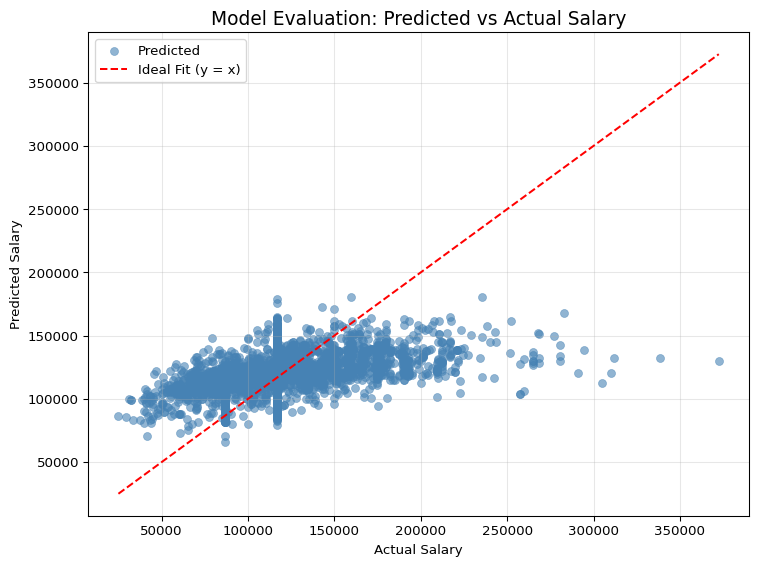 Model Evaluation: Predicted vs Actual Salary
Predicted
Ideal Fit (y = x)
Predicted Salary
350000
300000
250000
200000
150000
100000
50000
50000 100000 150000 200000 250000 300000 350000
Actual Salary